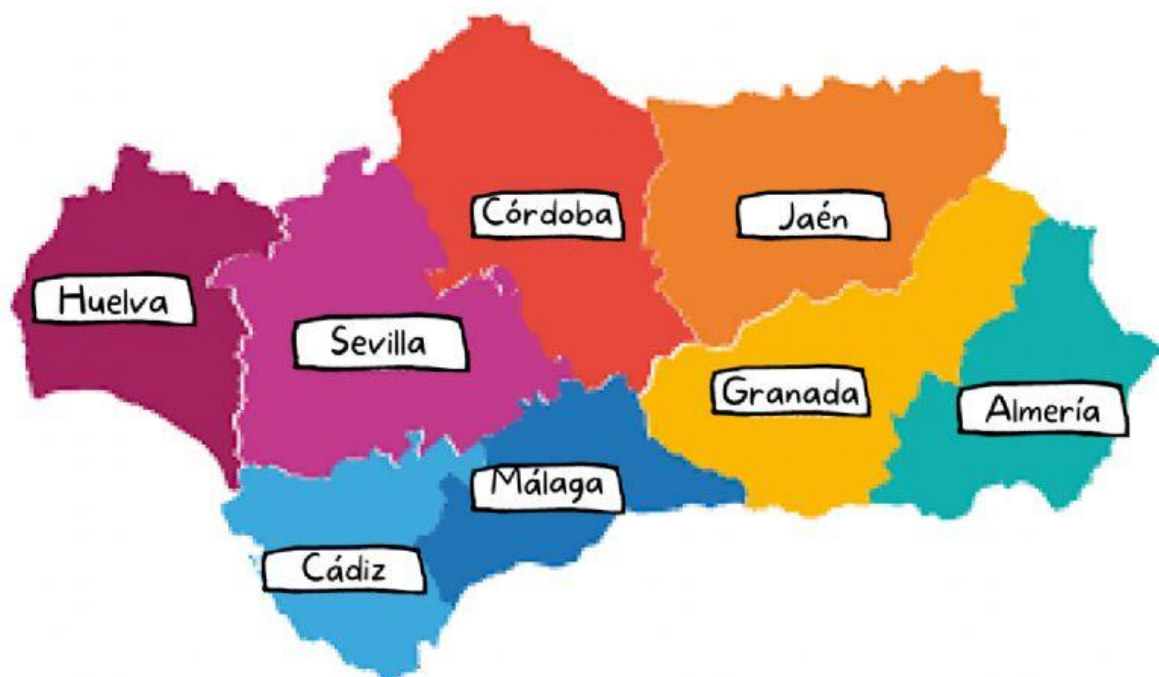 Córdoba
Jaén
Huelva
Sevilla
Granada
Almería
Málaga
Cádiz